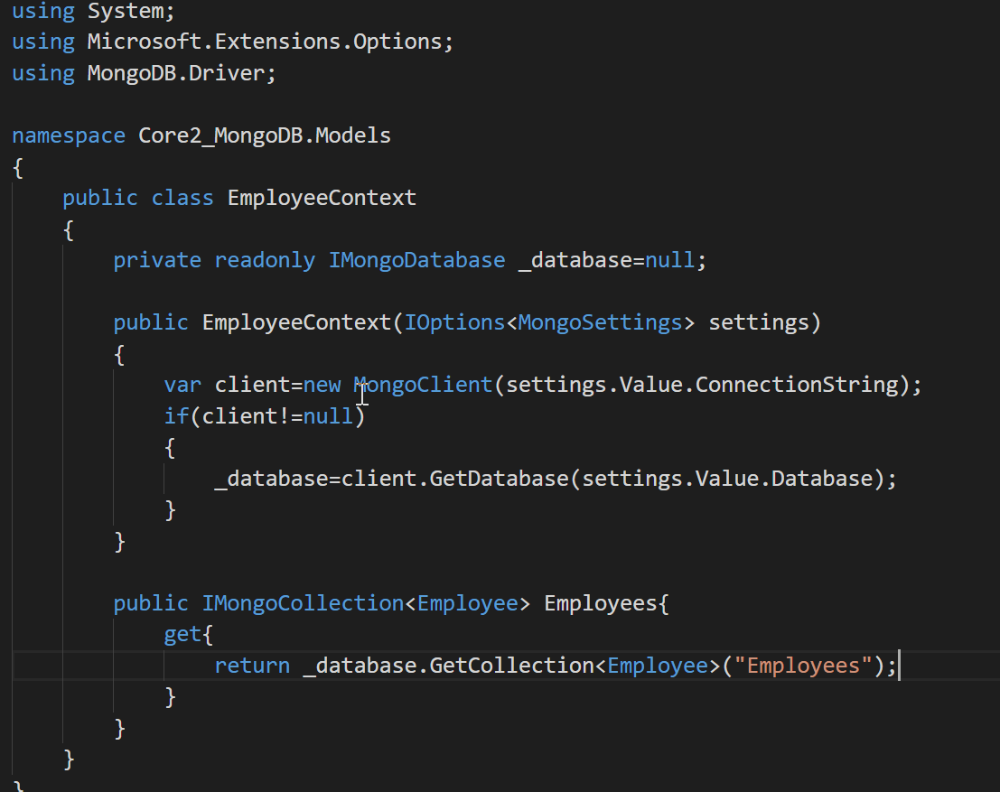 using System;
using Microsoft.Extensions.Options;
using MongoDB.Driver;

namespace Core2_MongoDB.Models
{
    public class EmployeeContext
    {
        private readonly IMongoDatabase _database=null;

        public EmployeeContext(IOptions<MongoSettings> settings)
        {
            var client=new MongoClient(settings.Value.ConnectionString);
            if(client!=null)
            {
                _database=client.GetDatabase(settings.Value.Database);
            }
        }

        public IMongoCollection<Employee> Employees{
            get{
                return _database.GetCollection<Employee>("Employees");
            }
        }
    }
}